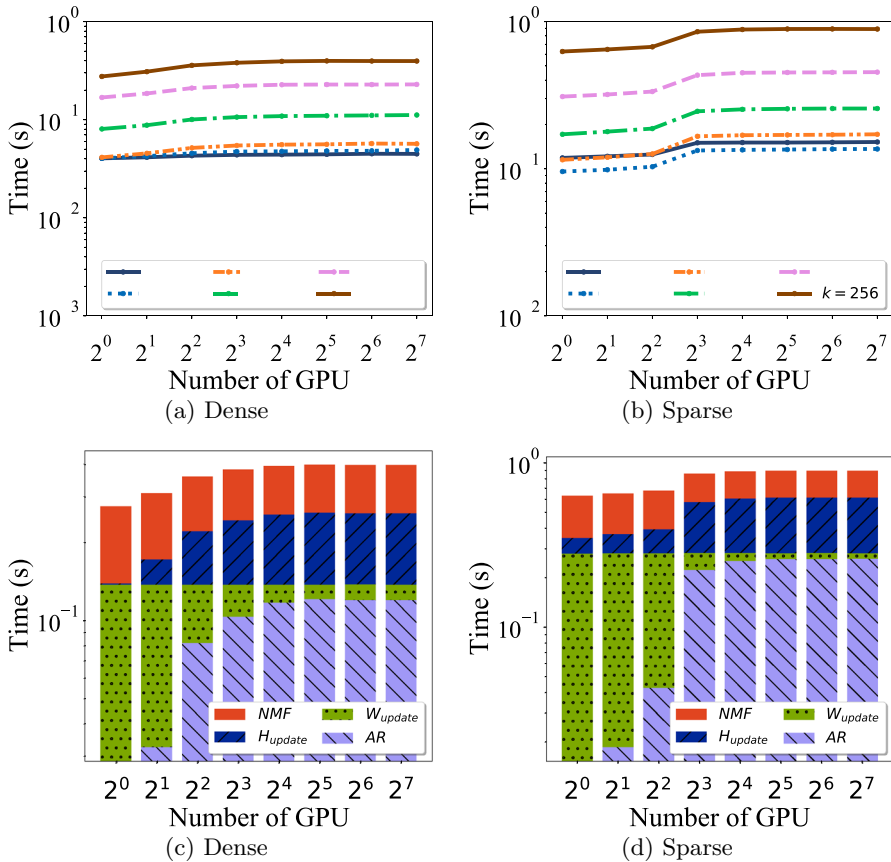 10^0
10^1
10^2
10^3
Time (s)
2^0 2^1 2^2 2^3 2^4 2^5 2^6 2^7
Number of GPU
(a) Dense
10^0
10^1
10^2
Time (s)
k = 256
2^0 2^1 2^2 2^3 2^4 2^5 2^6 2^7
Number of GPU
(b) Sparse
10^−1
Time (s)
NMF W_update
H_update AR
2^0 2^1 2^2 2^3 2^4 2^5 2^6 2^7
Number of GPU
(c) Dense
10^0
10^−1
Time (s)
NMF W_update
H_update AR
2^0 2^1 2^2 2^3 2^4 2^5 2^6 2^7
Number of GPU
(d) Sparse